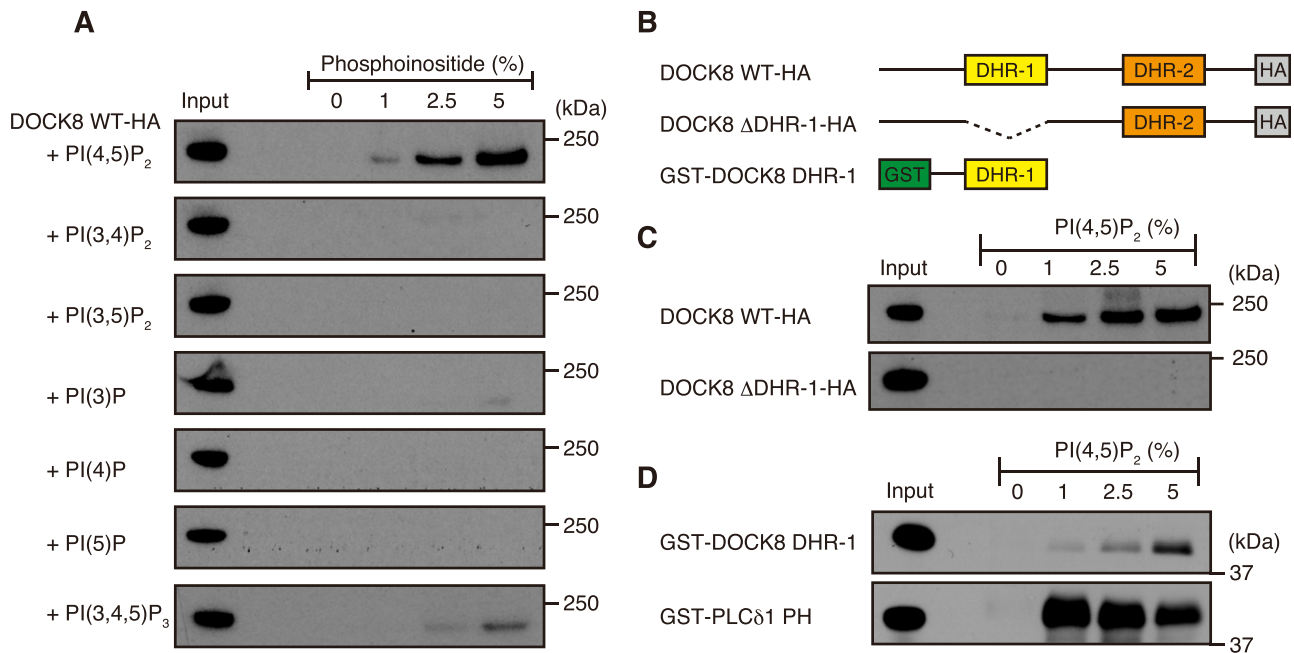 A
Phosphoinositide (%)
Input 0 1 2.5 5 (kDa)
DOCK8 WT-HA
+ PI(4,5)P2 250
+ PI(3,4)P2 250
+ PI(3,5)P2 250
+ PI(3)P 250
+ PI(4)P 250
+ PI(5)P 250
+ PI(3,4,5)P3 250
B
DOCK8 WT-HA DHR-1 DHR-2 HA
DOCK8 ΔDHR-1-HA DHR-2 HA
GST-DOCK8 DHR-1 GST DHR-1
C
PI(4,5)P2 (%)
Input 0 1 2.5 5 (kDa)
DOCK8 WT-HA 250
DOCK8 ΔDHR-1-HA 250
D
PI(4,5)P2 (%)
Input 0 1 2.5 5
GST-DOCK8 DHR-1 (kDa)
37
GST-PLCδ1 PH
37